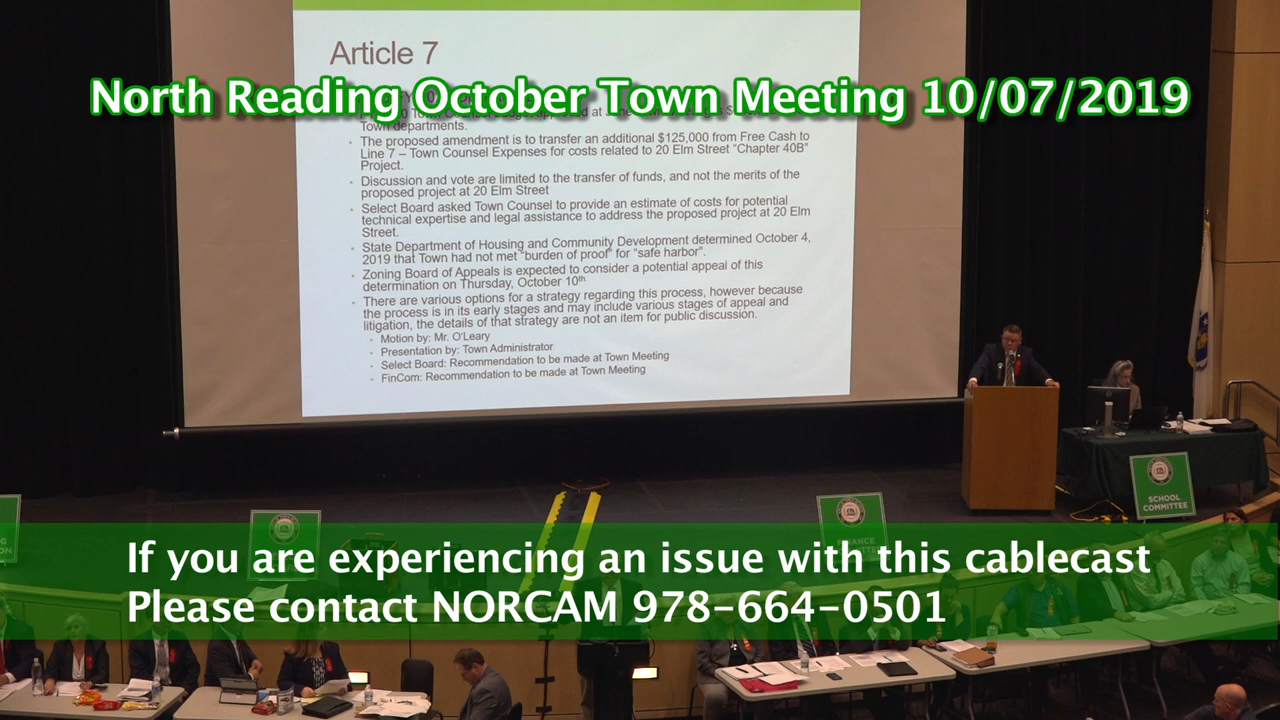 Article 7
North Reading October Town Meeting 10/07/2019
Town departments.
The proposed amendment is to transfer an additional $125,000 from Free Cash to
Line 7 – Town Counsel Expenses for costs related to 20 Elm Street "Chapter 40B"
Project.
Discussion and vote are limited to the transfer of funds, and not the merits of the
proposed project at 20 Elm Street
Select Board asked Town Counsel to provide an estimate of costs for potential
technical expertise and legal assistance to address the proposed project at 20 Elm
Street.
State Department of Housing and Community Development determined October 4,
2019 that Town had not met "burden of proof" for "safe harbor".
Zoning Board of Appeals is expected to consider a potential appeal of this
determination on Thursday, October 10th
There are various options for a strategy regarding this process, however because
the process is in its early stages and may include various stages of appeal and
litigation, the details of that strategy are not an item for public discussion.
Motion by: Mr. O'Leary
Presentation by: Town Administrator
Select Board: Recommendation to be made at Town Meeting
FinCom: Recommendation to be made at Town Meeting
SCHOOL
COMMITTEE
FINANCE
COMMITTEE
If you are experiencing an issue with this cablecast
Please contact NORCAM 978-664-0501